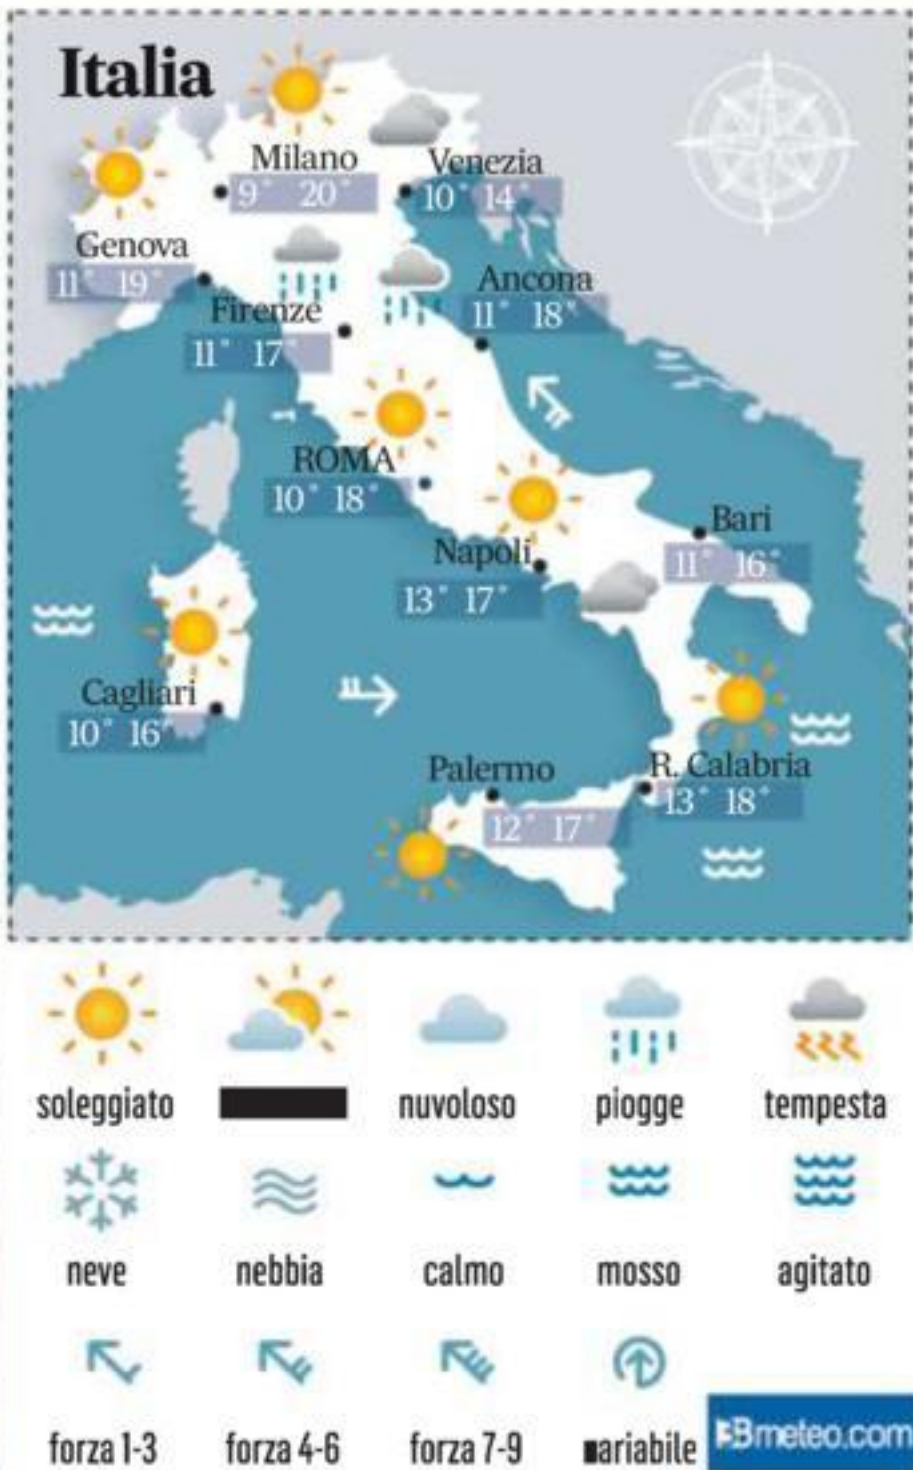 Italia
Milano
9° 20°
Venezia
10° 14°
Genova
11° 19°
Ancona
11° 18°
Firenze
11° 17°
ROMA
10° 18°
Bari
11° 16°
Napoli
13° 17°
Cagliari
10° 16°
Palermo
12° 17°
R. Calabria
13° 18°
soleggiato
nuvoloso
piogge
tempesta
neve
nebbia
calmo
mosso
agitato
forza 1-3
forza 4-6
forza 7-9
ariabile
3Bmeteo.com